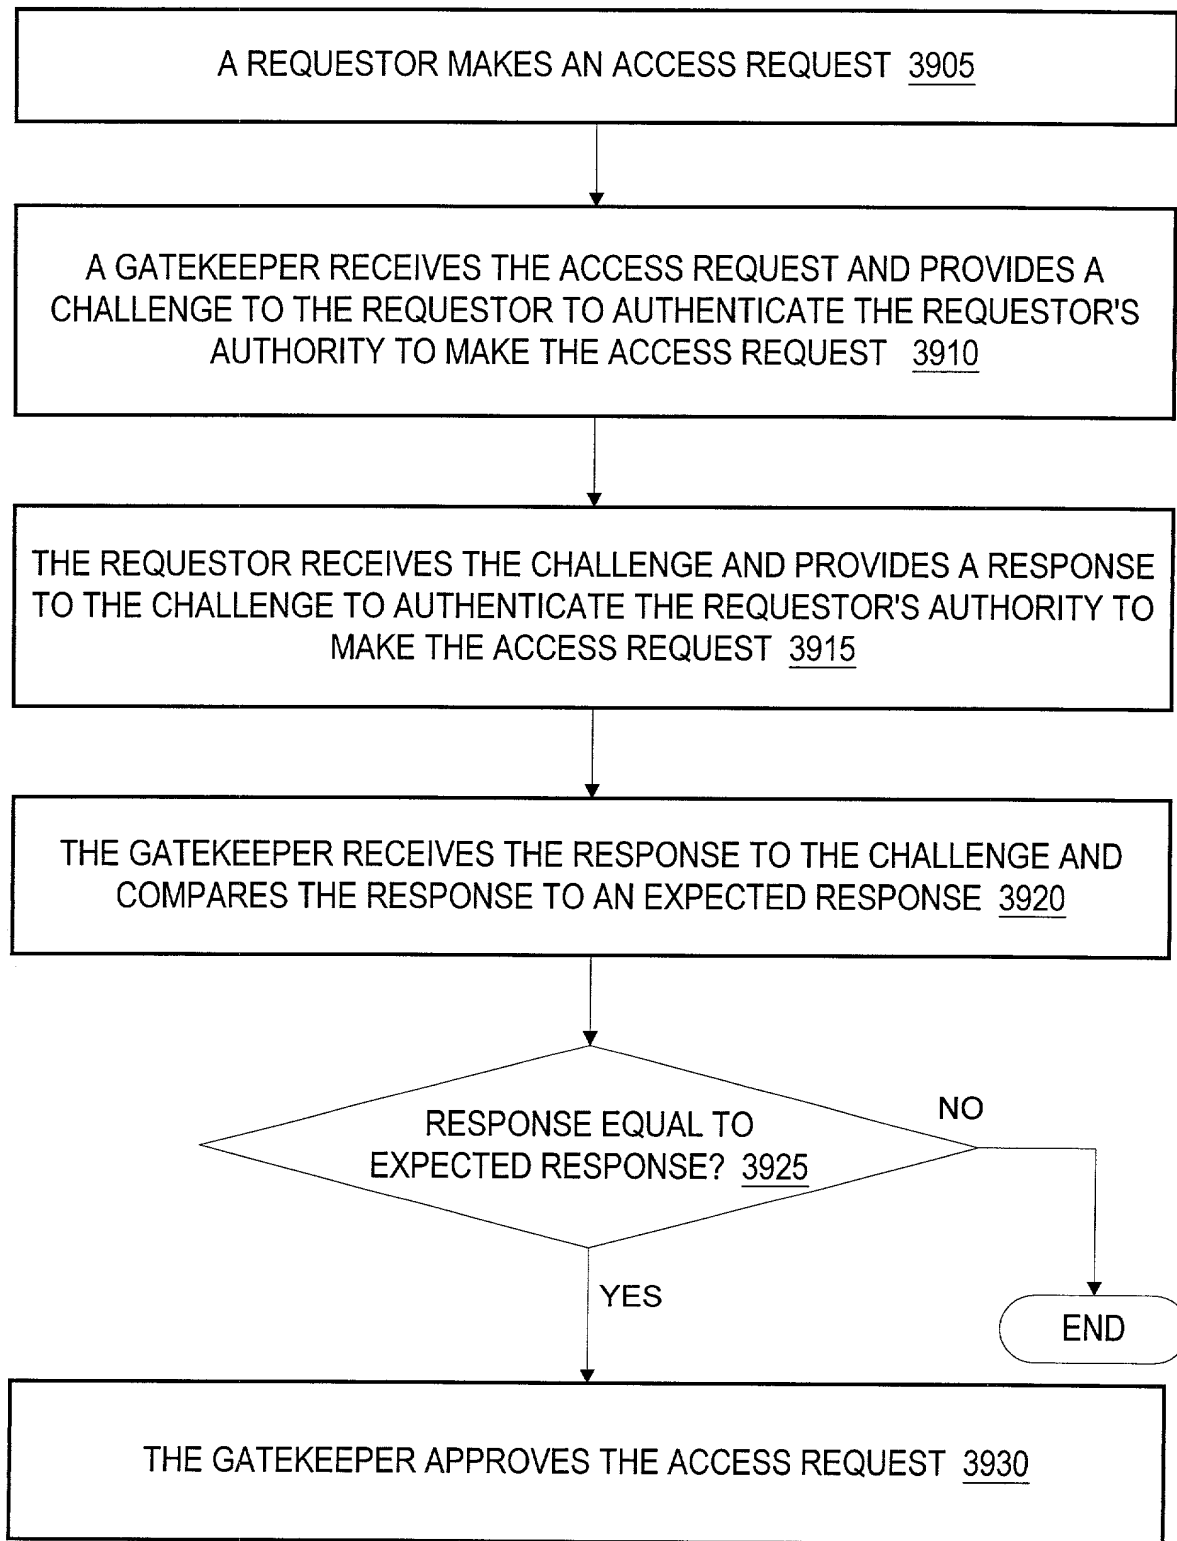 A REQUESTOR MAKES AN ACCESS REQUEST 3905
A GATEKEEPER RECEIVES THE ACCESS REQUEST AND PROVIDES A
CHALLENGE TO THE REQUESTOR TO AUTHENTICATE THE REQUESTOR'S
AUTHORITY TO MAKE THE ACCESS REQUEST 3910
THE REQUESTOR RECEIVES THE CHALLENGE AND PROVIDES A RESPONSE
TO THE CHALLENGE TO AUTHENTICATE THE REQUESTOR'S AUTHORITY TO
MAKE THE ACCESS REQUEST 3915
THE GATEKEEPER RECEIVES THE RESPONSE TO THE CHALLENGE AND
COMPARES THE RESPONSE TO AN EXPECTED RESPONSE 3920
RESPONSE EQUAL TO
EXPECTED RESPONSE? 3925
NO
YES
END
THE GATEKEEPER APPROVES THE ACCESS REQUEST 3930